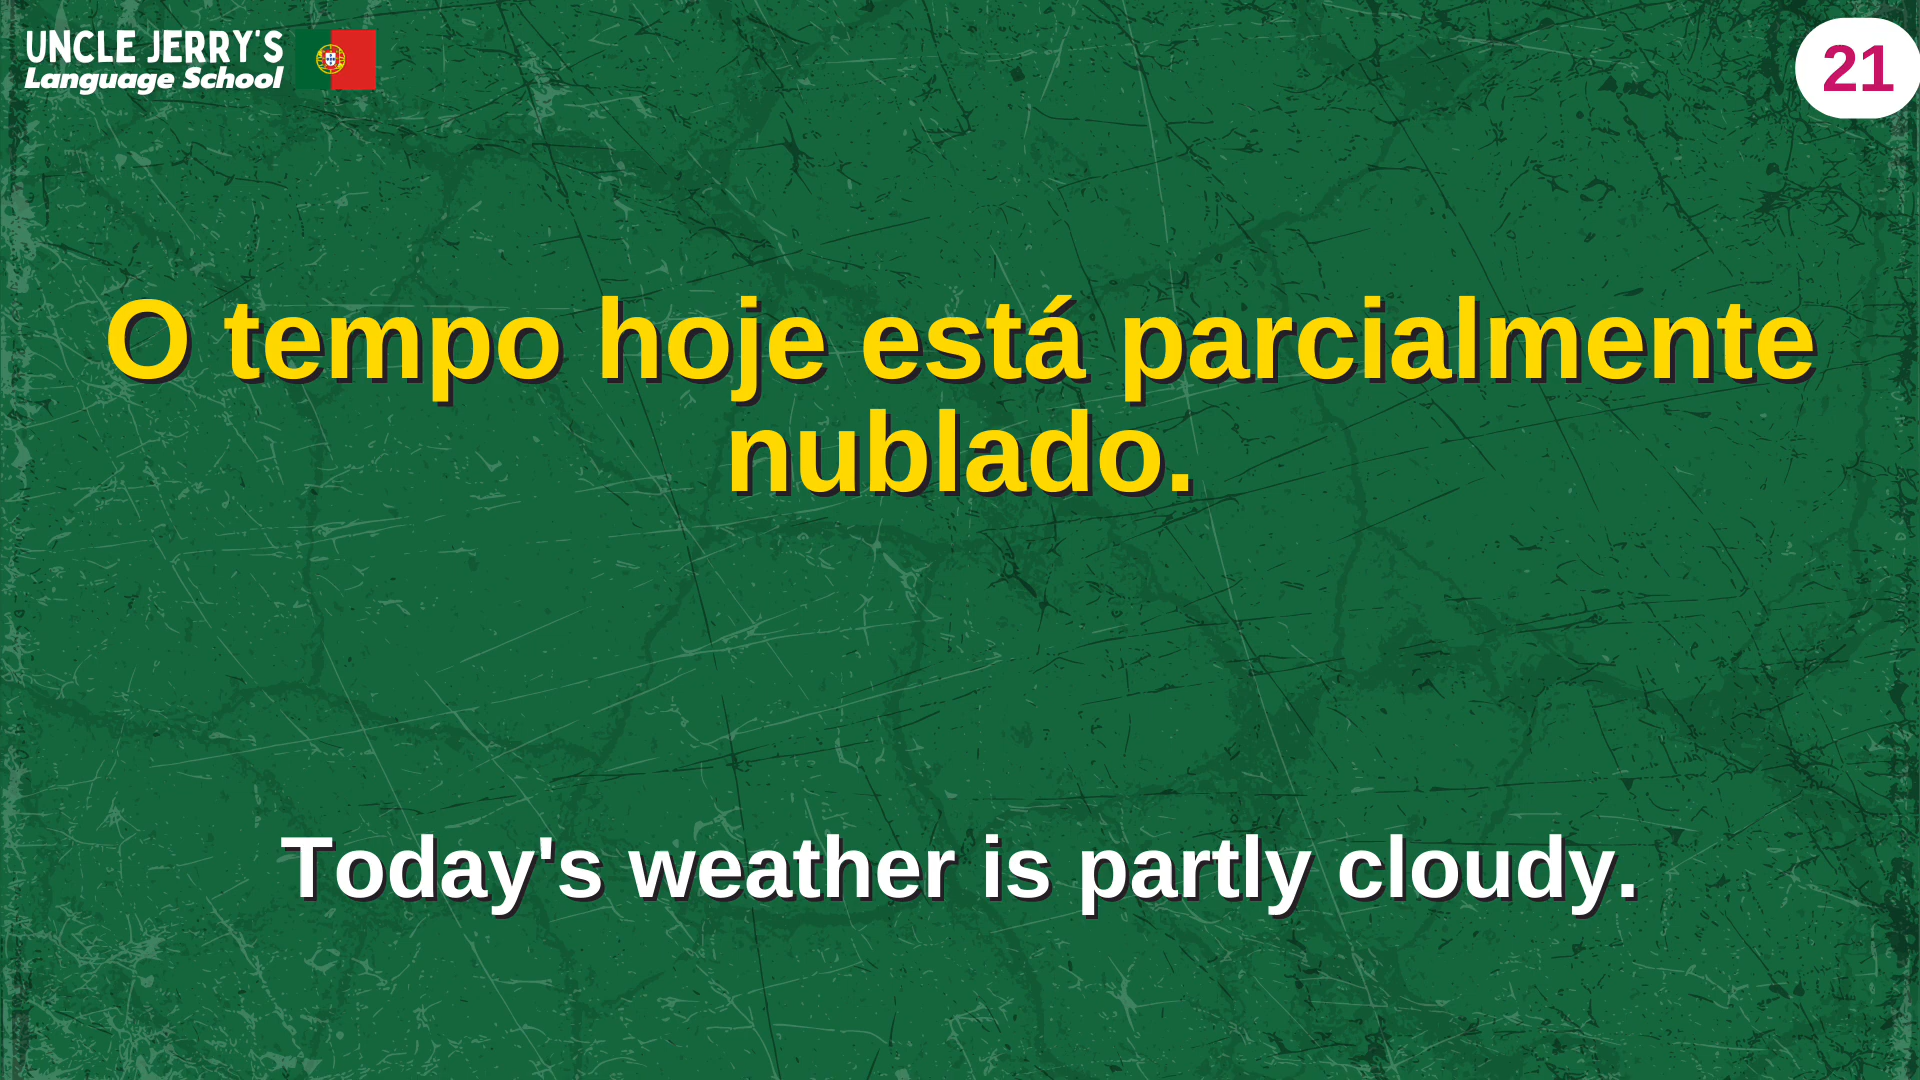 UNCLE JERRY'S
Language School
21
O tempo hoje está parcialmente
nublado.
Today's weather is partly cloudy.